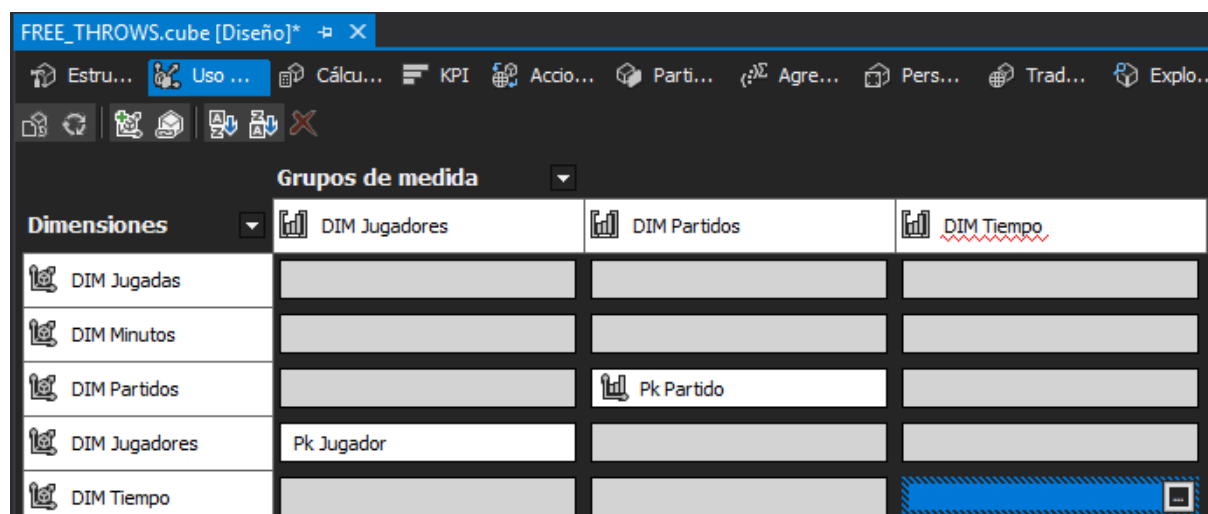 FREE_THROWS.cube [Diseño]*
Estru... Uso ... Cálcu... KPI Accio... Parti... Agre... Pers... Trad... Explo..
Grupos de medida
Dimensiones DIM Jugadores DIM Partidos DIM Tiempo
DIM Jugadas
DIM Minutos
DIM Partidos Pk Partido
DIM Jugadores Pk Jugador
DIM Tiempo ...